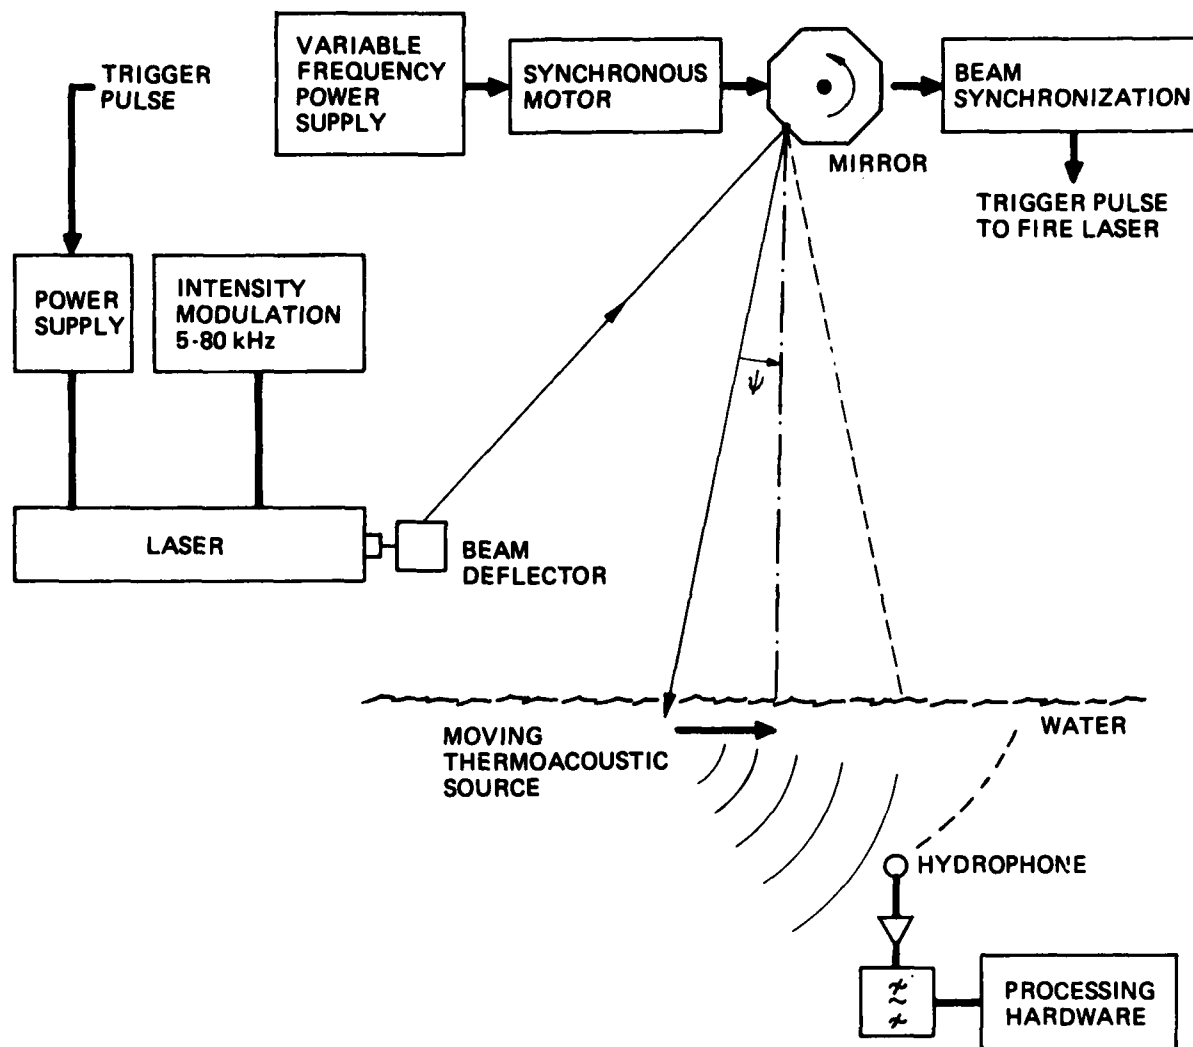 VARIABLE
FREQUENCY
POWER
SUPPLY
SYNCHRONOUS
MOTOR
MIRROR
BEAM
SYNCHRONIZATION
TRIGGER PULSE
TO FIRE LASER
TRIGGER
PULSE
POWER
SUPPLY
INTENSITY
MODULATION
5-80 kHz
ψ
LASER
BEAM
DEFLECTOR
WATER
MOVING
THERMOACOUSTIC
SOURCE
HYDROPHONE
PROCESSING
HARDWARE